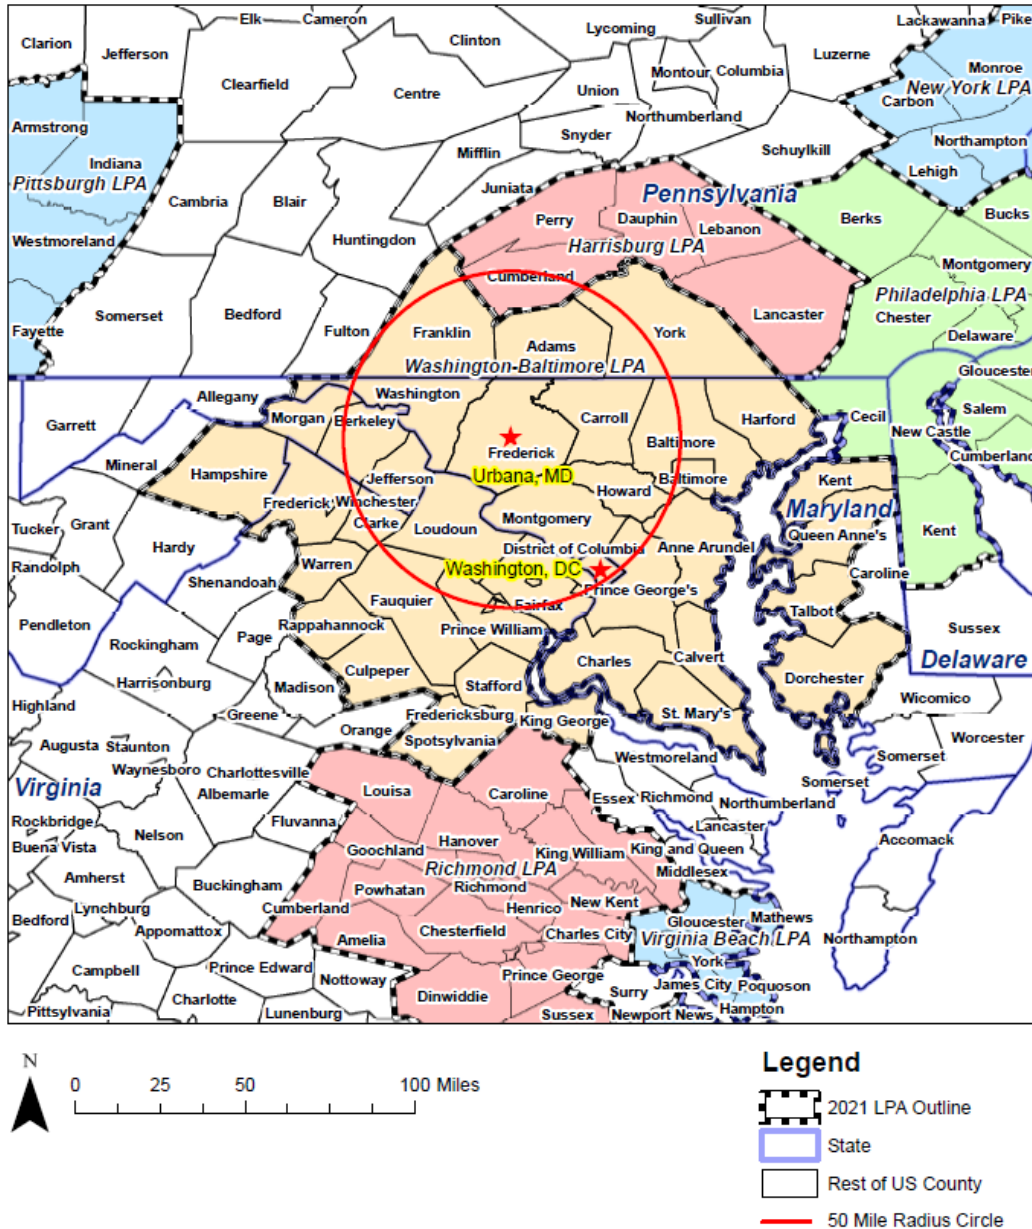 Elk
Cameron
Sullivan
Lackawanna
Pike
Clarion
Jefferson
Clinton
Lycoming
Luzerne
Clearfield
Centre
Montour
Columbia
Monroe
New York LPA
Union
Carbon
Armstrong
Northumberland
Snyder
Northampton
Indiana
Mifflin
Schuylkill
Lehigh
Pittsburgh LPA
Juniata
Pennsylvania
Cambria
Blair
Perry
Dauphin
Berks
Bucks
Lebanon
Westmoreland
Huntingdon
Harrisburg LPA
Montgomery
Cumberland
Philadelphia LPA
Somerset
Bedford
Fulton
Franklin
York
Lancaster
Chester
Fayette
Adams
Delaware
Washington-Baltimore LPA
Gloucester
Allegany
Washington
Garrett
Morgan
Berkeley
Carroll
Harford
Cecil
Salem
New Castle
Baltimore
Frederick
Cumberland
Mineral
Hampshire
Jefferson
Urbana, MD
Baltimore
Kent
Frederick
Winchester
Howard
Maryland
Tucker
Grant
Clarke
Loudoun
Montgomery
Kent
Queen Anne's
Hardy
District of Columbia
Anne Arundel
Randolph
Warren
Washington, DC
Caroline
Shenandoah
Prince George's
Fauquier
Fairfax
Talbot
Pendleton
Rappahannock
Prince William
Sussex
Rockingham
Page
Charles
Calvert
Delaware
Culpeper
Dorchester
Harrisonburg
Madison
Stafford
Wicomico
Highland
Greene
Fredericksburg
King George
St. Mary's
Orange
Spotsylvania
Worcester
Augusta
Staunton
Westmoreland
Somerset
Waynesboro
Charlottesville
Somerset
Virginia
Albemarle
Louisa
Caroline
Essex
Richmond
Northumberland
Rockbridge
Fluvanna
Lancaster
Buena Vista
Nelson
Goochland
Hanover
King William
King and Queen
Accomack
Richmond LPA
Middlesex
Amherst
Buckingham
Powhatan
Richmond
Henrico
New Kent
Bedford
Lynchburg
Cumberland
Gloucester
Mathews
Appomattox
Amelia
Chesterfield
Charles City
Virginia Beach LPA
Northampton
Campbell
Prince Edward
Nottoway
Prince George
York
Charlotte
Dinwiddie
Surry
James City
Poquoson
Pittsylvania
Lunenburg
Sussex
Newport News
Hampton
N
0 25 50 100 Miles
Legend
2021 LPA Outline
State
Rest of US County
50 Mile Radius Circle